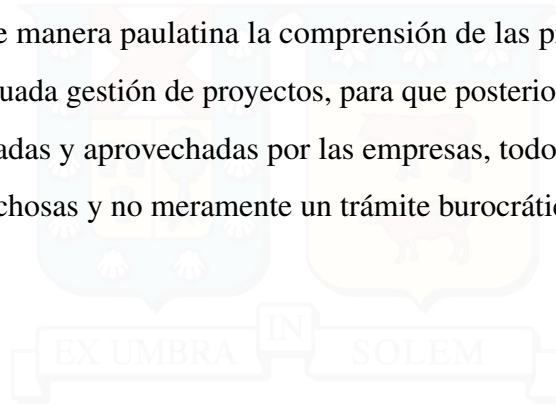 e manera paulatina la comprensión de las p
uada gestión de proyectos, para que posterio
adas y aprovechadas por las empresas, todo
chosas y no meramente un trámite burocráti
EX UMBRA IN SOLEM